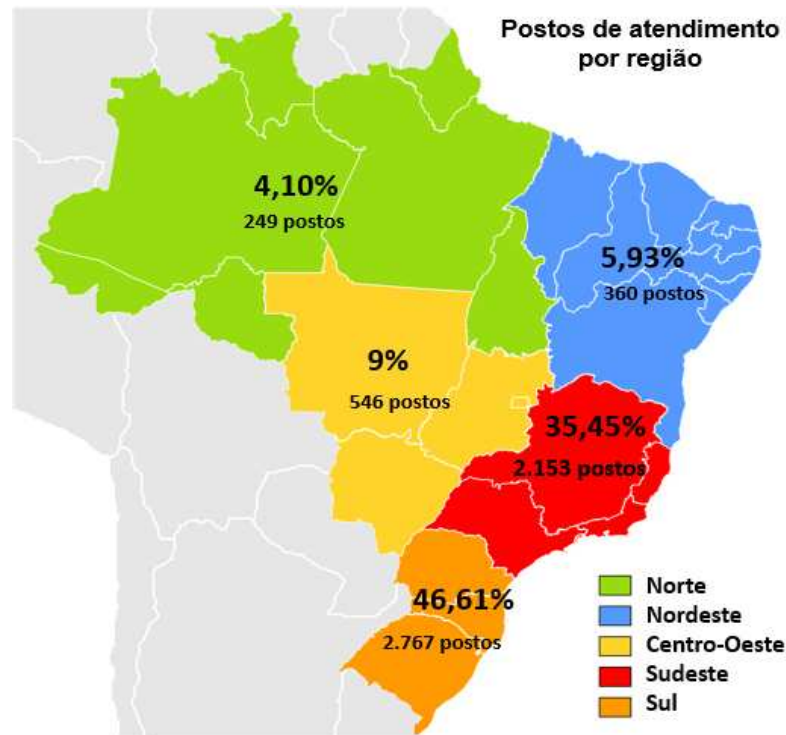 Postos de atendimento
por região
4,10%
249 postos
5,93%
360 postos
9%
546 postos
35,45%
2.153 postos
46,61%
2.767 postos
Norte
Nordeste
Centro-Oeste
Sudeste
Sul